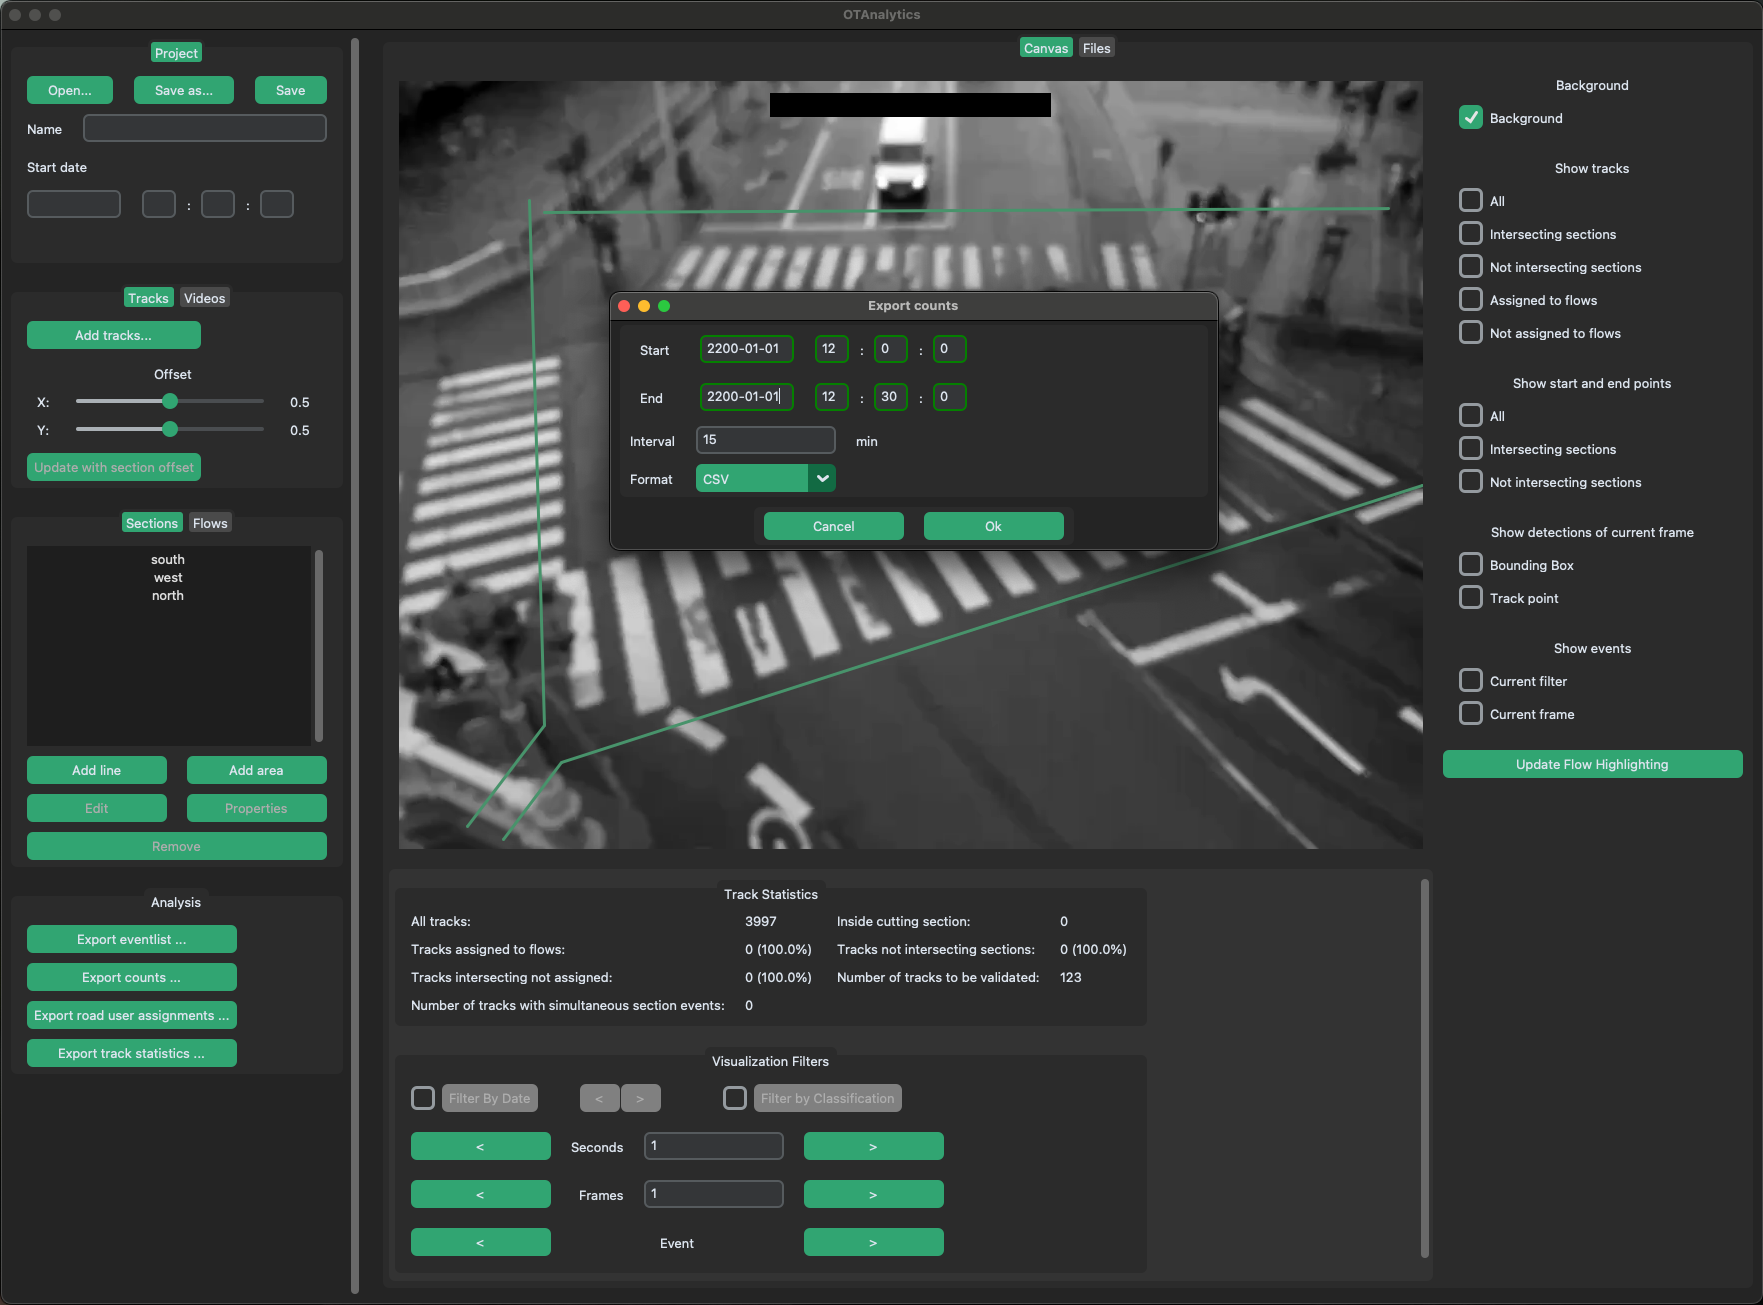 OTAnalytics
Project
Open... Save as... Save
Name
Start date
: :
Tracks Videos
Add tracks...
Offset
X: 0.5
Y: 0.5
Update with section offset
Sections Flows
south
west
north
Add line Add area
Edit Properties
Remove
Analysis
Export eventlist ...
Export counts ...
Export road user assignments ...
Export track statistics ...
Canvas Files
Export counts
Start 2200-01-01 12 : 0 : 0
End 2200-01-01 12 : 30 : 0
Interval 15 min
Format CSV
Cancel Ok
Track Statistics
All tracks: 3997 Inside cutting section: 0
Tracks assigned to flows: 0 (100.0%) Tracks not intersecting sections: 0 (100.0%)
Tracks intersecting not assigned: 0 (100.0%) Number of tracks to be validated: 123
Number of tracks with simultaneous section events: 0
Visualization Filters
Filter By Date < > Filter by Classification
< Seconds 1 >
< Frames 1 >
< Event >
Background
Background
Show tracks
All
Intersecting sections
Not intersecting sections
Assigned to flows
Not assigned to flows
Show start and end points
All
Intersecting sections
Not intersecting sections
Show detections of current frame
Bounding Box
Track point
Show events
Current filter
Current frame
Update Flow Highlighting